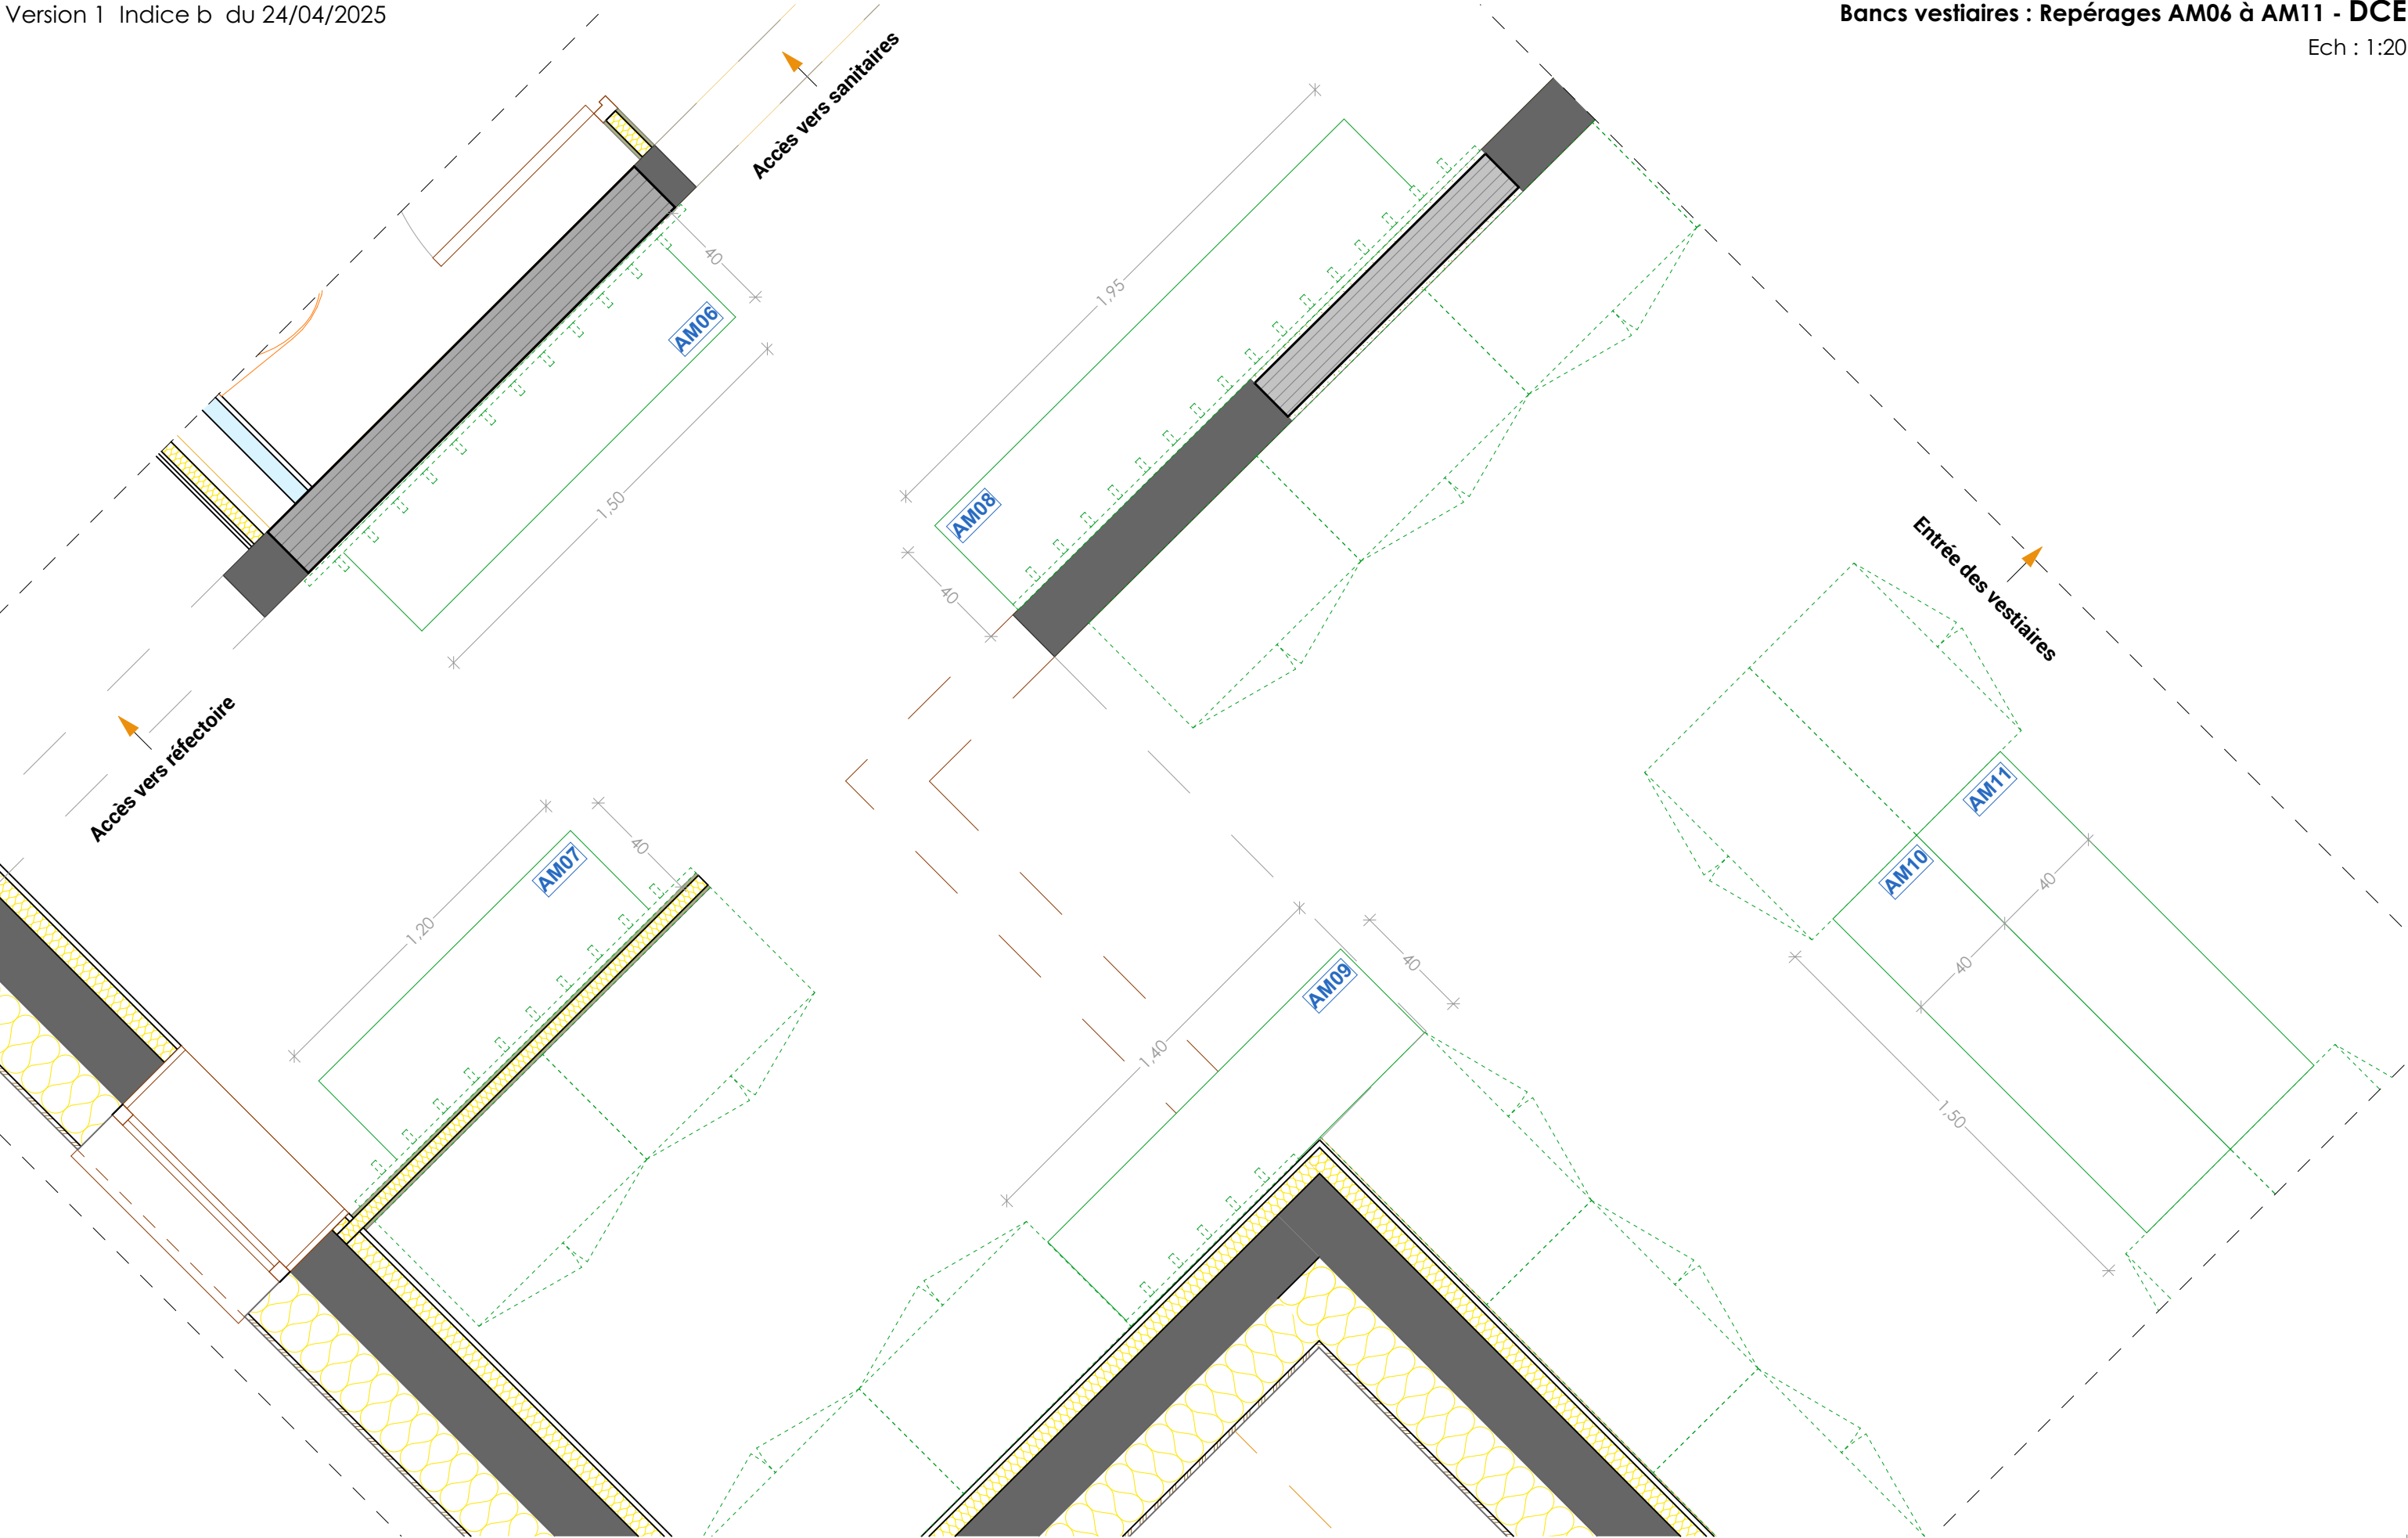 Version 1 Indice b du 24/04/2025
Bancs vestiaires : Repérages AM06 à AM11 - DCE
Ech : 1:20
Accès vers sanitaires
40
AM06
1,50
1,95
AM08
40
Entrée des vestiaires
Accès vers réfectoire
AM07
40
1,20
AM11
AM10
40
40
1,50
AM09
40
1,40